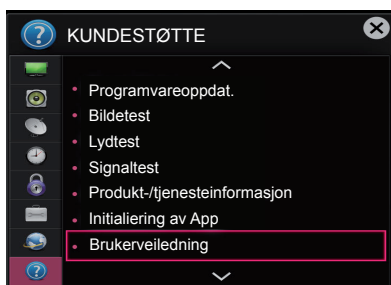 KUNDESTØTTE
Programvareoppdat.
Bildetest
Lydtest
Signaltest
Produkt-/tjenesteinformasjon
Initialiering av App
Brukerveiledning